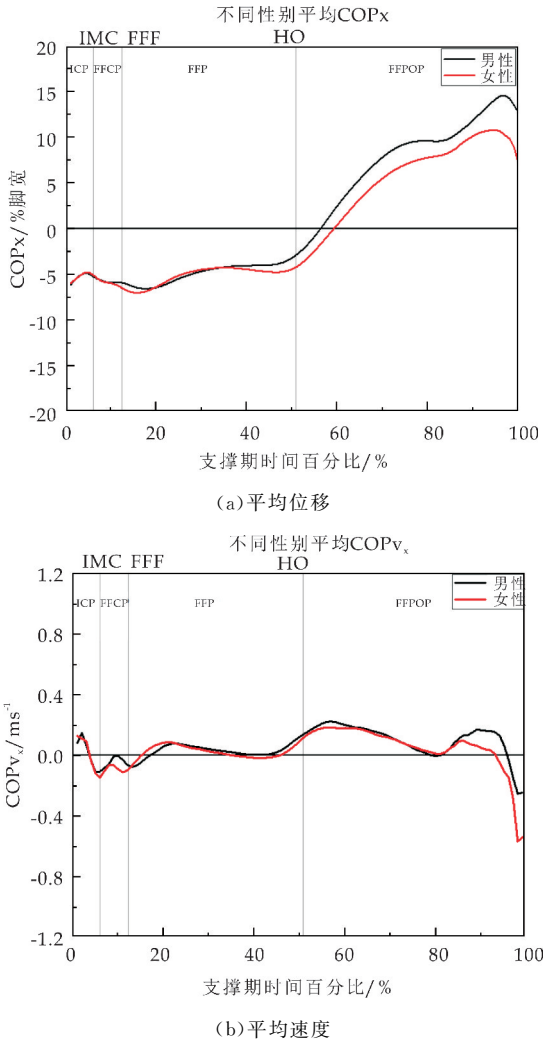 不同性别平均COPx
IMC FFF HO
ICP FFCP FFP FFPOP
男性
女性
20
15
10
5
0
-5
-10
-15
-20
COPx/%脚宽
0 20 40 60 80 100
支撑期时间百分比/%
(a)平均位移
不同性别平均COPvx
IMC FFF HO
ICP FFCP FFP FFPOP
男性
女性
1.2
0.8
0.4
0.0
-0.4
-0.8
-1.2
COPvx/ms-1
0 20 40 60 80 100
支撑期时间百分比/%
(b)平均速度